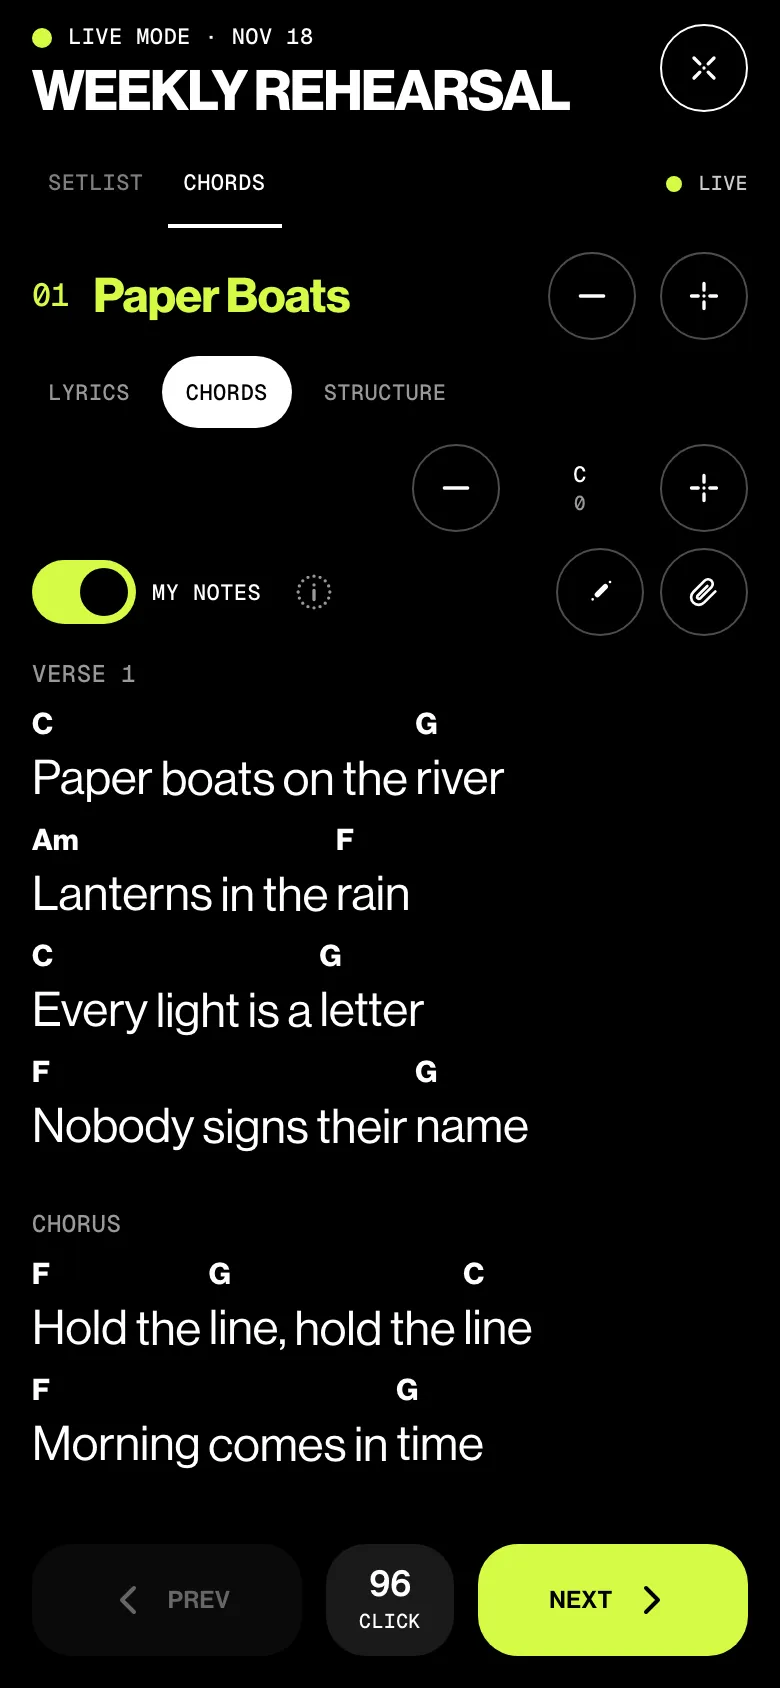 LIVE MODE · NOV 18
WEEKLY REHEARSAL
SETLIST CHORDS LIVE
01 Paper Boats
LYRICS CHORDS STRUCTURE
C
0
MY NOTES
VERSE 1
C G
Paper boats on the river
Am F
Lanterns in the rain
C G
Every light is a letter
F G
Nobody signs their name
CHORUS
F G C
Hold the line, hold the line
F G
Morning comes in time
PREV 96 NEXT
CLICK